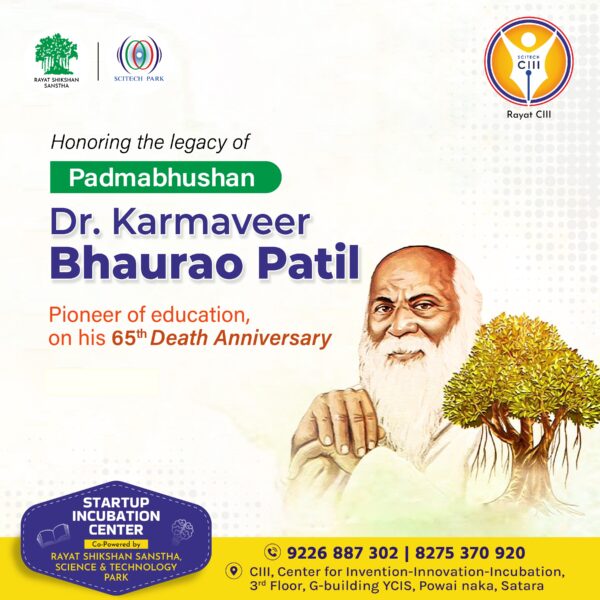 RAYAT SHIKSHAN
SANSTHA
SCITECH PARK
SCITECH
CIII
Rayat CIII
Honoring the legacy of
Padmabhushan
Dr. Karmaveer
Bhaurao Patil
Pioneer of education,
on his 65th Death Anniversary
STARTUP
INCUBATION
CENTER
Co-Powered by
RAYAT SHIKSHAN SANSTHA,
SCIENCE & TECHNOLOGY
PARK
9226 887 302 | 8275 370 920
CIII, Center for Invention-Innovation-Incubation,
3rd Floor, G-building YCIS, Powai naka, Satara